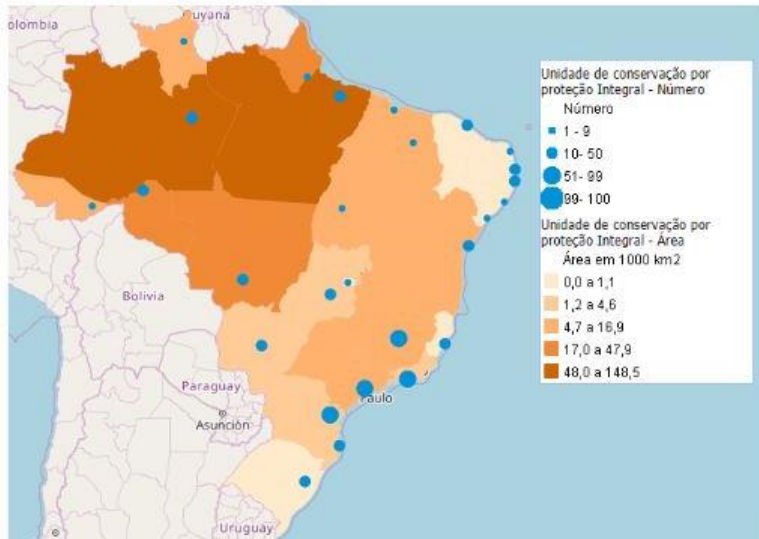 Guyana
olombia
Bolivia
Paraguay
Asunción
Paulo
Uruguay
Unidade de conservação por
proteção Integral - Número
Número
1 - 9
10- 50
51- 99
99- 100
Unidade de conservação por
proteção Integral - Área
Área em 1000 km2
0,0 a 1,1
1,2 a 4,6
4,7 a 16,9
17,0 a 47,9
48,0 a 148,5